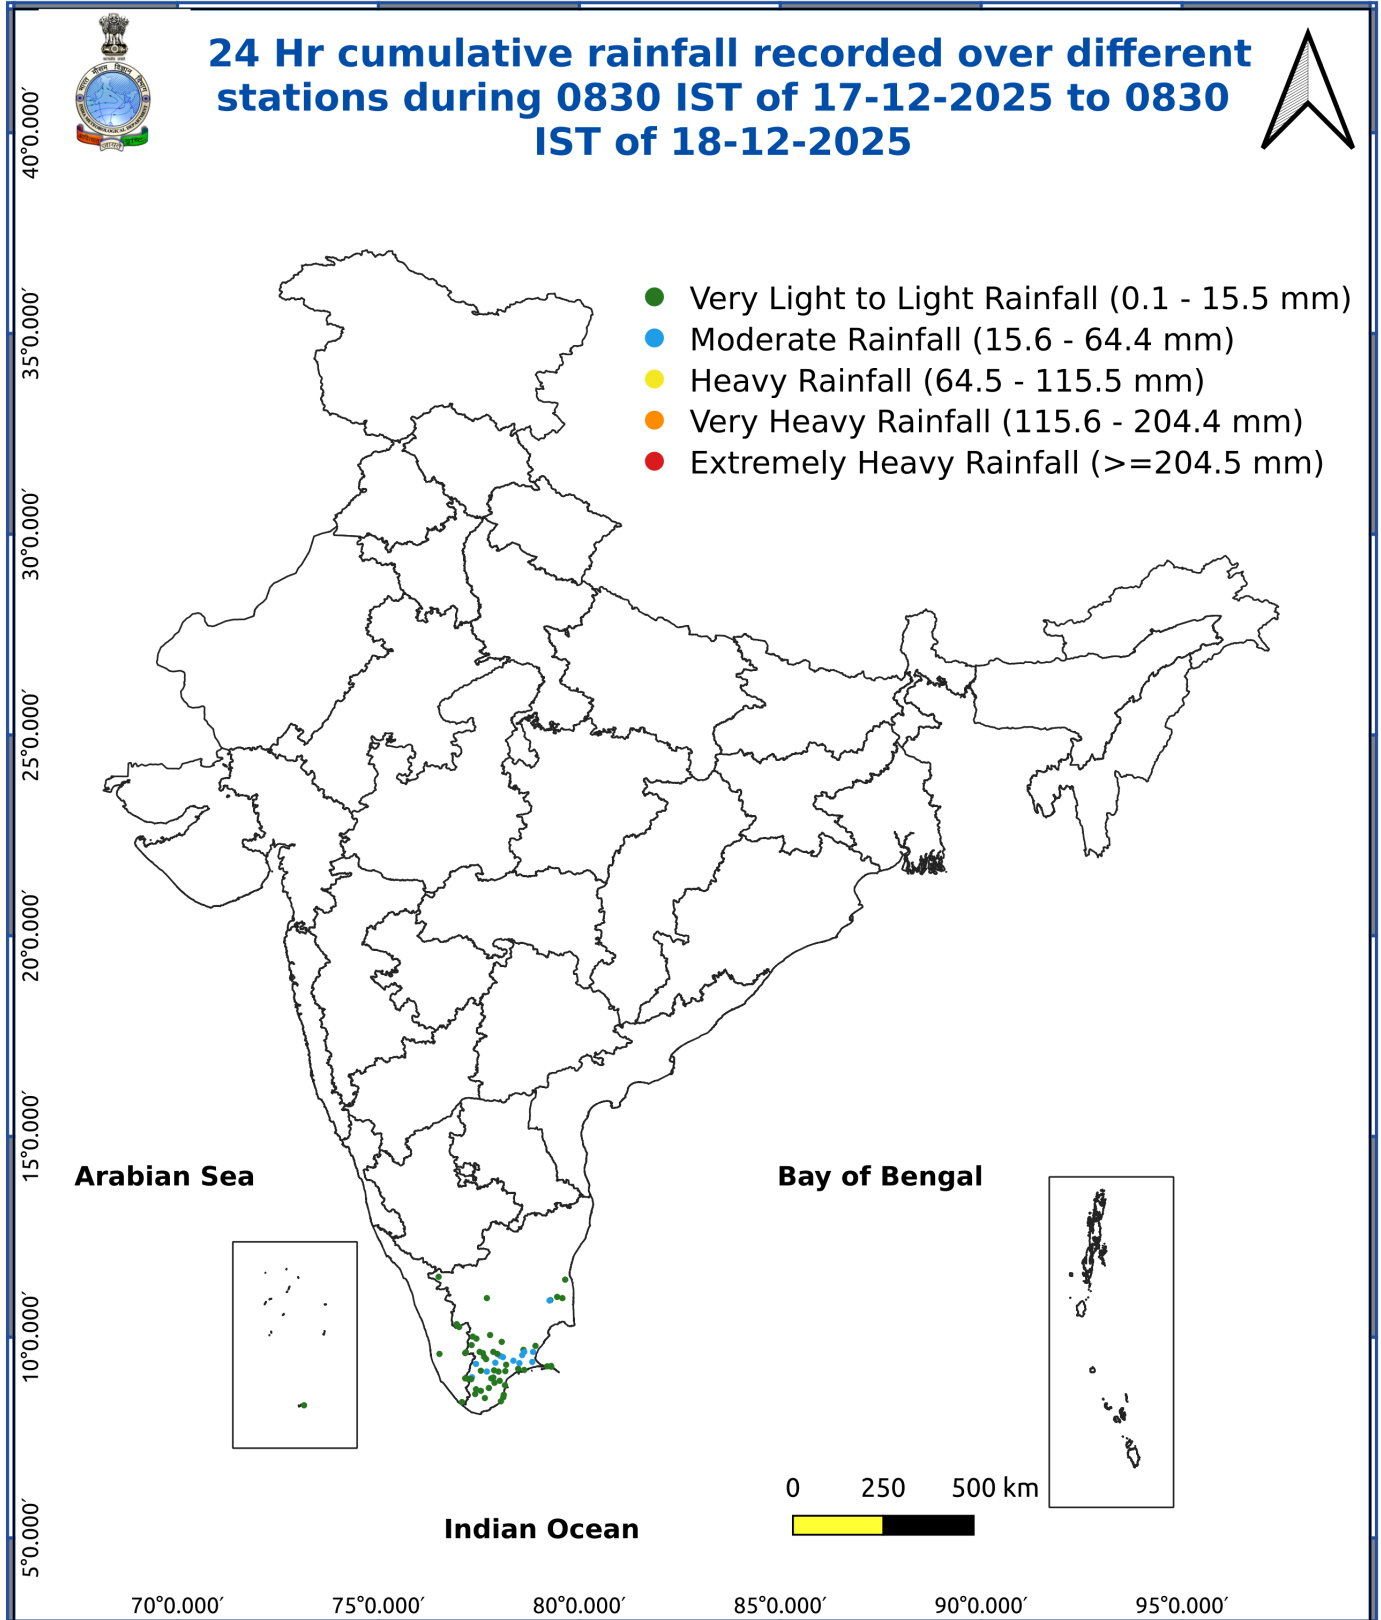 24 Hr cumulative rainfall recorded over different
stations during 0830 IST of 17-12-2025 to 0830
IST of 18-12-2025
Very Light to Light Rainfall (0.1 - 15.5 mm)
Moderate Rainfall (15.6 - 64.4 mm)
Heavy Rainfall (64.5 - 115.5 mm)
Very Heavy Rainfall (115.6 - 204.4 mm)
Extremely Heavy Rainfall (>=204.5 mm)
40°0.000′
35°0.000′
30°0.000′
25°0.000′
20°0.000′
15°0.000′
10°0.000′
5°0.000′
Arabian Sea
Bay of Bengal
0 250 500 km
Indian Ocean
70°0.000′ 75°0.000′ 80°0.000′ 85°0.000′ 90°0.000′ 95°0.000′